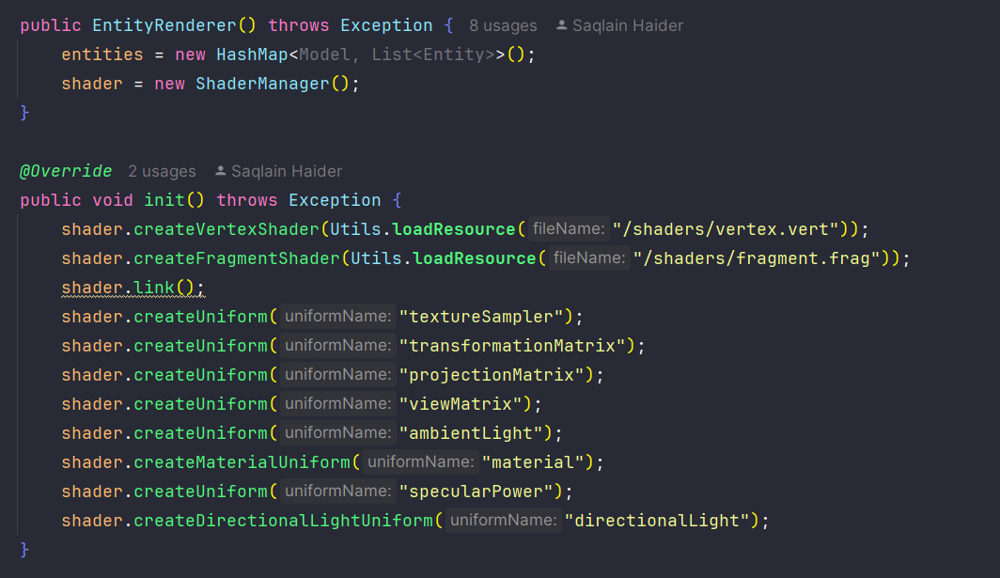 public EntityRenderer() throws Exception { 8 usages Saqlain Haider
entities = new HashMap<Model, List<Entity>>();
shader = new ShaderManager();
}
@Override 2 usages Saqlain Haider
public void init() throws Exception {
shader.createVertexShader(Utils.loadResource( fileName: "/shaders/vertex.vert"));
shader.createFragmentShader(Utils.loadResource( fileName: "/shaders/fragment.frag"));
shader.link();
shader.createUniform( uniformName: "textureSampler");
shader.createUniform( uniformName: "transformationMatrix");
shader.createUniform( uniformName: "projectionMatrix");
shader.createUniform( uniformName: "viewMatrix");
shader.createUniform( uniformName: "ambientLight");
shader.createMaterialUniform( uniformName: "material");
shader.createUniform( uniformName: "specularPower");
shader.createDirectionalLightUniform( uniformName: "directionalLight");
}